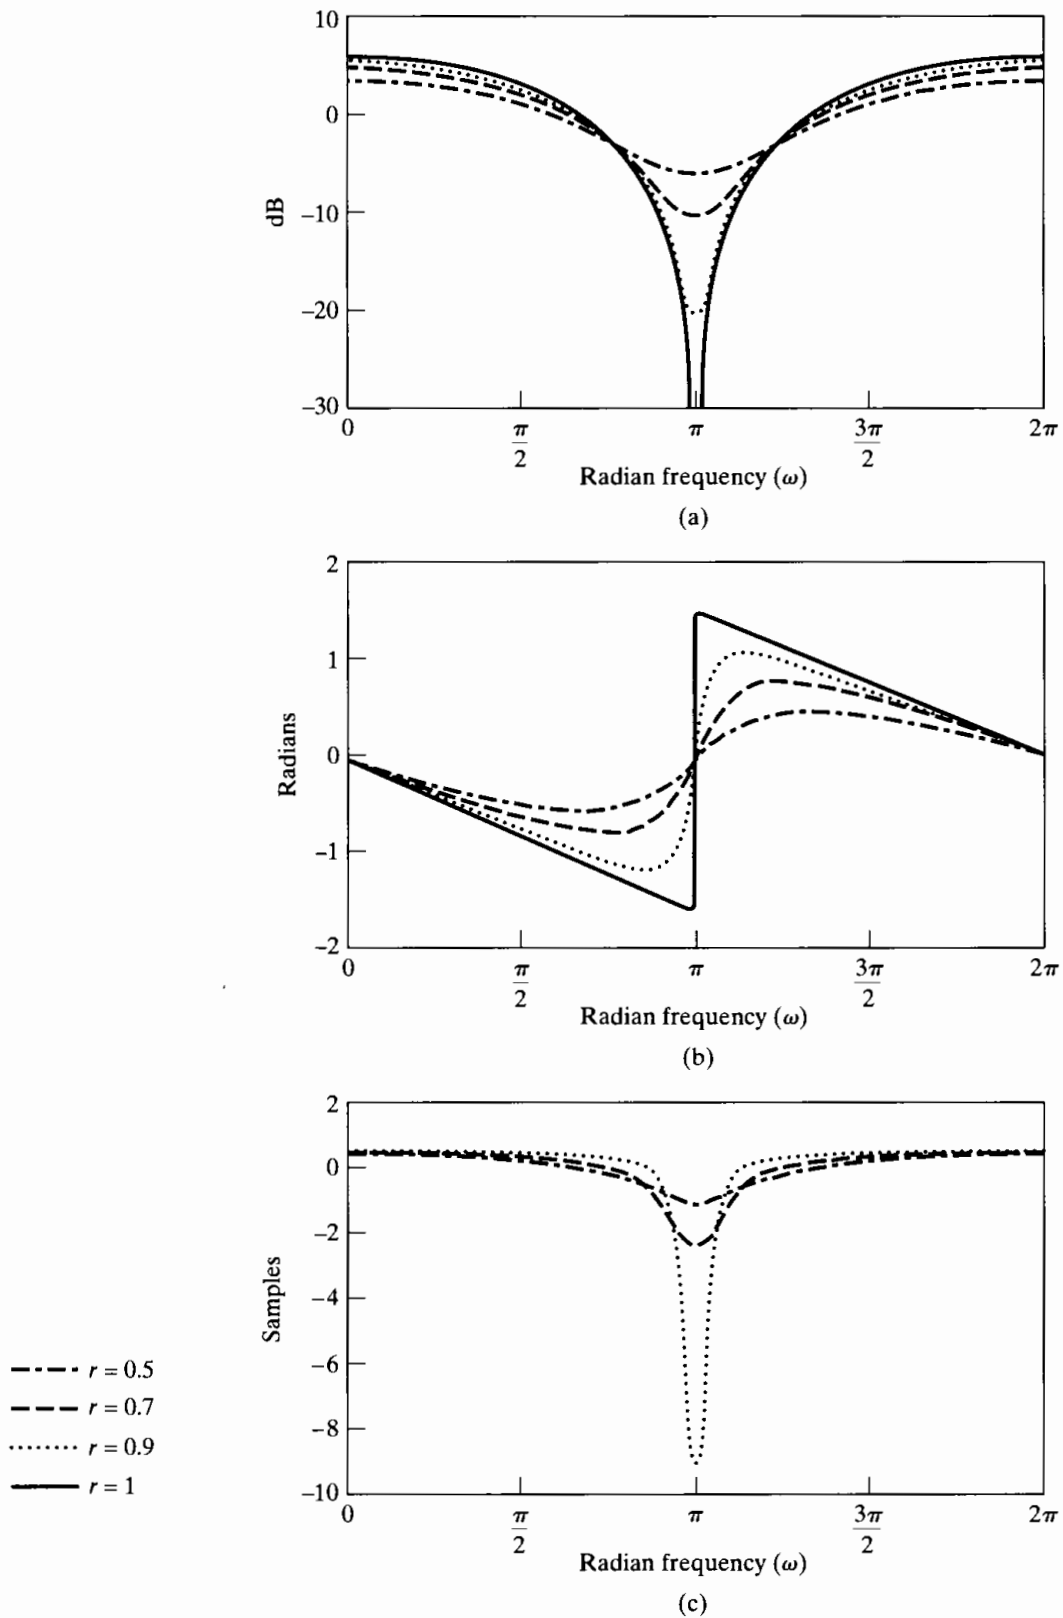 10
0
dB
−10
−20
−30
0
π/2
π
3π/2
2π
Radian frequency (ω)
(a)
2
1
Radians
0
−1
−2
0
π/2
π
3π/2
2π
Radian frequency (ω)
(b)
2
0
−2
Samples
−4
−6
−8
−10
0
π/2
π
3π/2
2π
Radian frequency (ω)
(c)
r = 0.5
r = 0.7
r = 0.9
r = 1